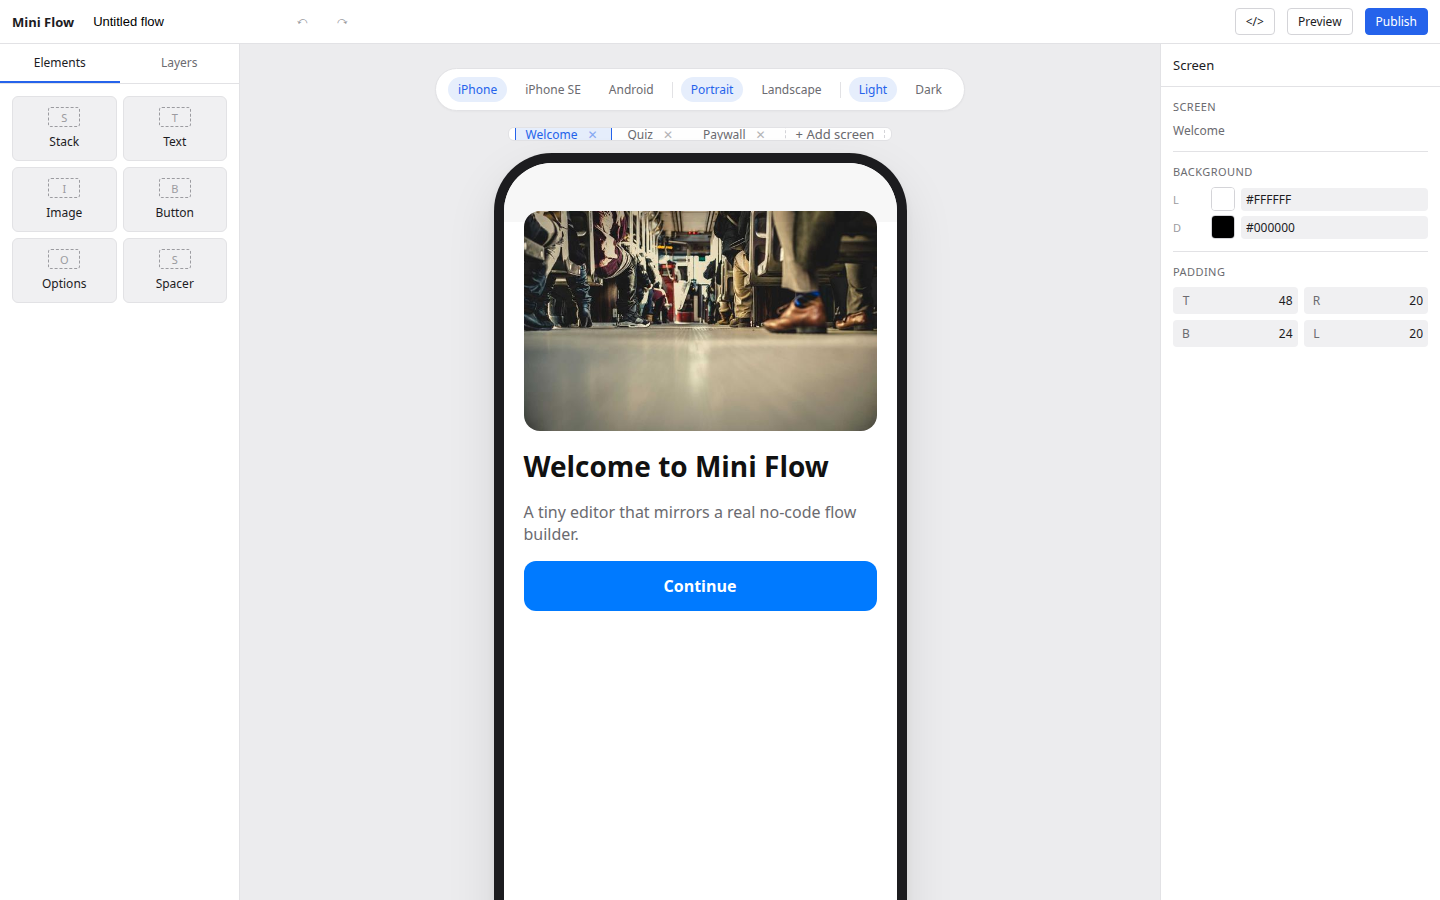 Mini Flow Untitled flow </> Preview Publish
Elements Layers
S Stack
T Text
I Image
B Button
O Options
S Spacer
iPhone iPhone SE Android Portrait Landscape Light Dark
Welcome × Quiz × Paywall × + Add screen
Welcome to Mini Flow
A tiny editor that mirrors a real no-code flow
builder.
Continue
Screen
SCREEN
Welcome
BACKGROUND
L #FFFFFF
D #000000
PADDING
T 48 R 20
B 24 L 20